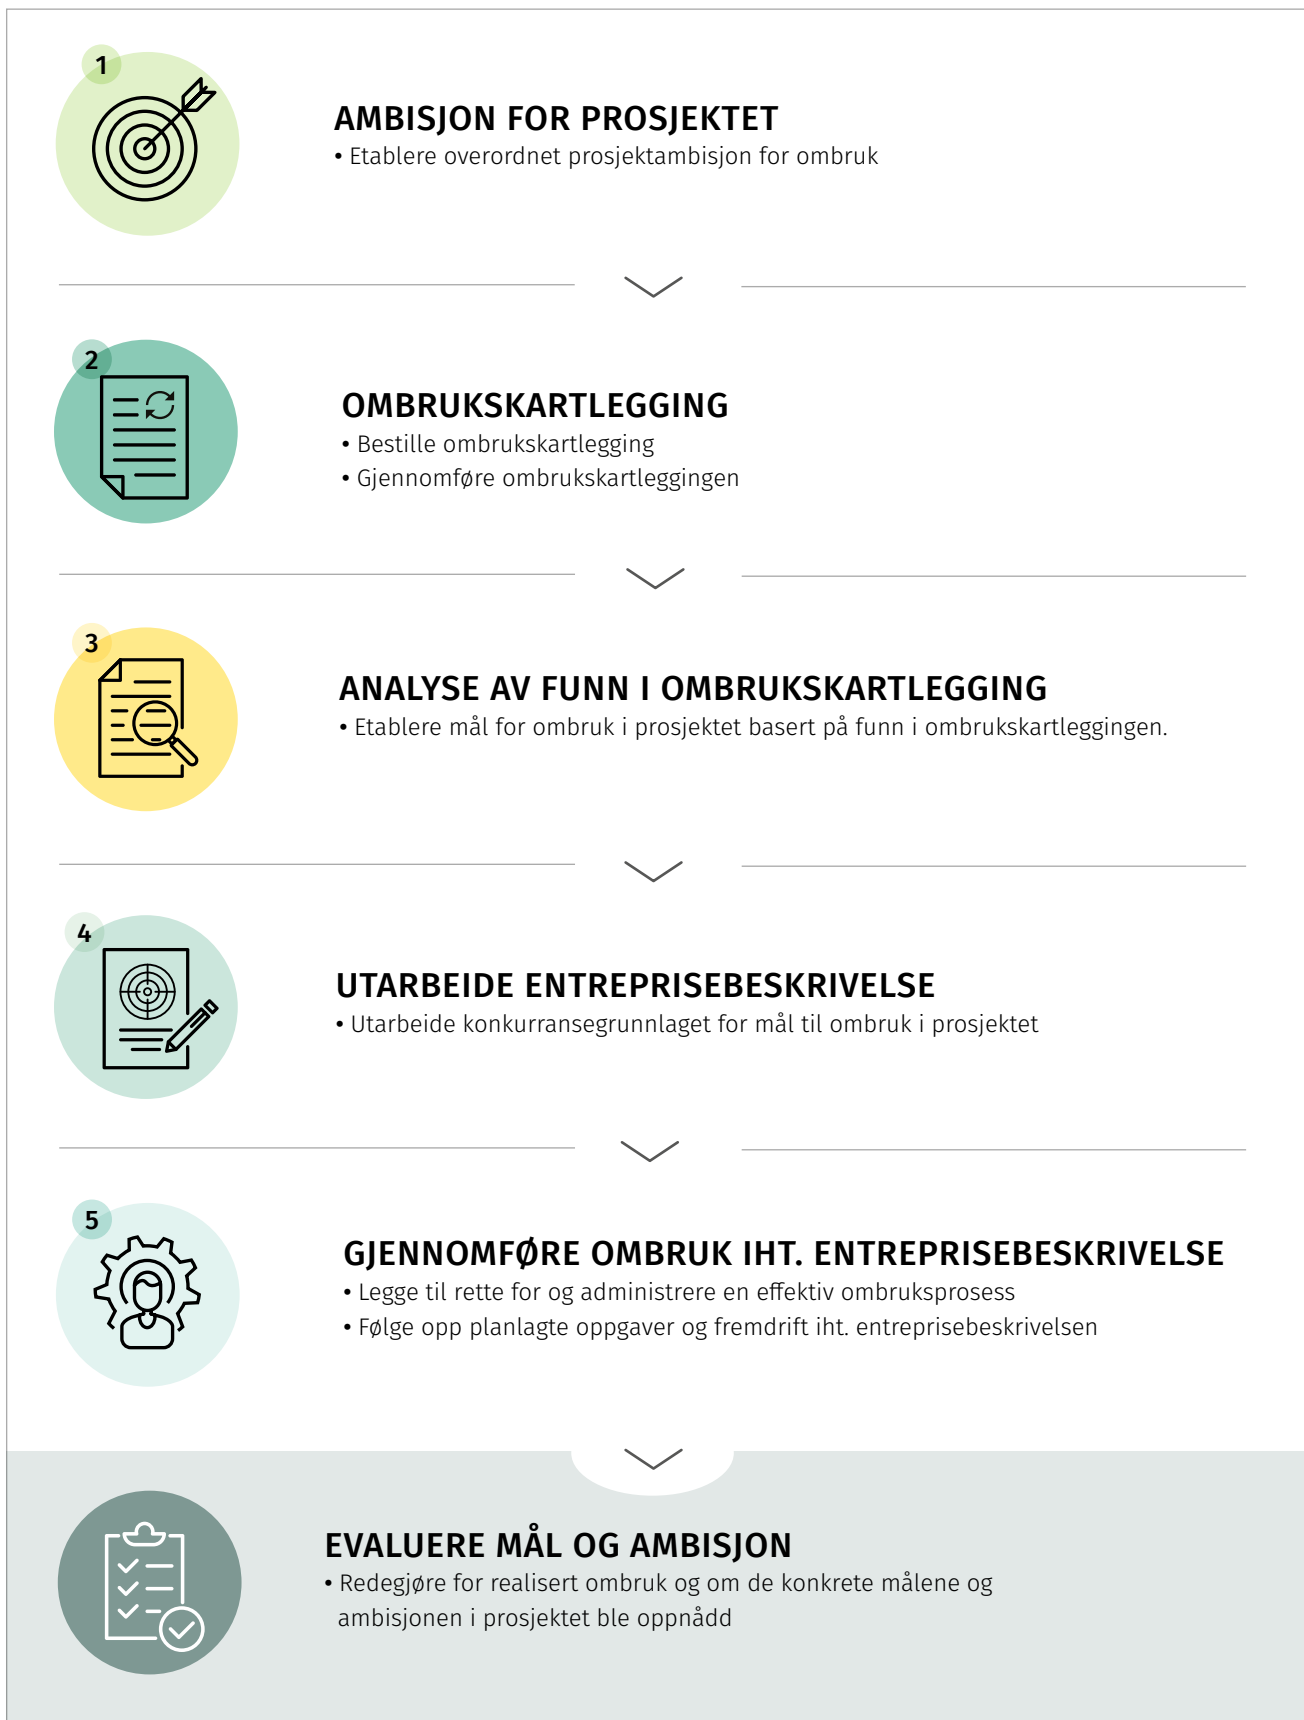 1
AMBISJON FOR PROSJEKTET
• Etablere overordnet prosjektambisjon for ombruk
2
OMBRUKSKARTLEGGING
• Bestille ombrukskartlegging
• Gjennomføre ombrukskartleggingen
3
ANALYSE AV FUNN I OMBRUKSKARTLEGGING
• Etablere mål for ombruk i prosjektet basert på funn i ombrukskartleggingen.
4
UTARBEIDE ENTREPRISEBESKRIVELSE
• Utarbeide konkurransegrunnlaget for mål til ombruk i prosjektet
5
GJENNOMFØRE OMBRUK IHT. ENTREPRISEBESKRIVELSE
• Legge til rette for og administrere en effektiv ombruksprosess
• Følge opp planlagte oppgaver og fremdrift iht. entreprisebeskrivelsen
EVALUERE MÅL OG AMBISJON
• Redegjøre for realisert ombruk og om de konkrete målene og
ambisjonen i prosjektet ble oppnådd